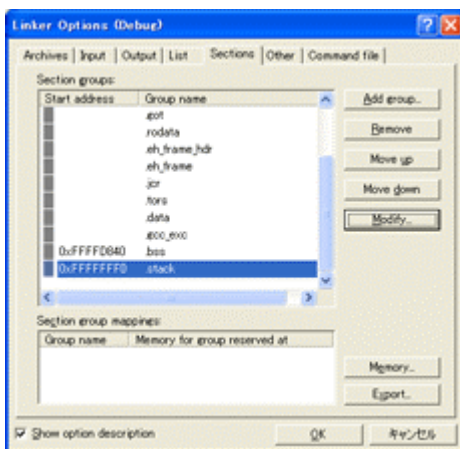 Linker Options (Debug)
Archives Input Output List Sections Other Command file
Section groups:
Start address Group name
.got
.rodata
.eh_frame_hdr
.eh_frame
.jcr
.tors
.data
.gcc_exc
0xFFFFD840 .bss
0xFFFFFFF0 .stack
Add group...
Remove
Move up
Move down
Modify...
Section group mappings:
Group name Memory for group reserved at
Memory...
Export...
Show option description
OK
キャンセル